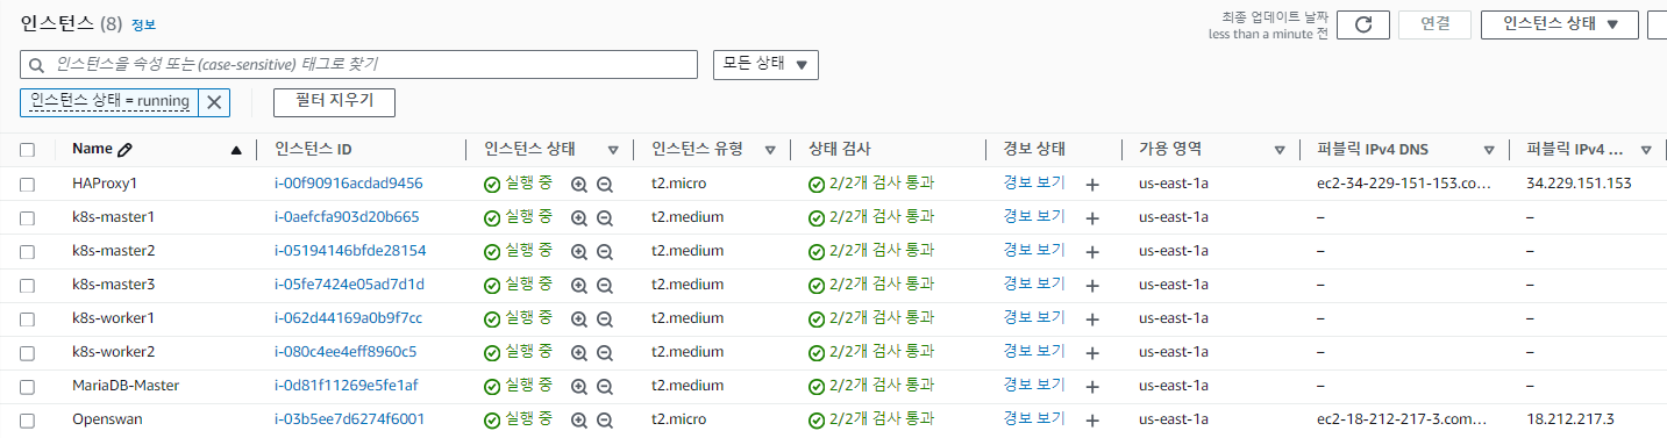 인스턴스 (8) 정보
최종 업데이트 날짜
less than a minute 전
연결
인스턴스 상태
인스턴스을 속성 또는 (case-sensitive) 태그로 찾기
모든 상태
인스턴스 상태 = running
필터 지우기
Name 인스턴스 ID 인스턴스 상태 인스턴스 유형 상태 검사 경보 상태 가용 영역 퍼블릭 IPv4 DNS 퍼블릭 IPv4 ...
HAProxy1 i-00f90916acdad9456 실행 중 t2.micro 2/2개 검사 통과 경보 보기 + us-east-1a ec2-34-229-151-153.co... 34.229.151.153
k8s-master1 i-0aefcfa903d20b665 실행 중 t2.medium 2/2개 검사 통과 경보 보기 + us-east-1a – –
k8s-master2 i-05194146bfde28154 실행 중 t2.medium 2/2개 검사 통과 경보 보기 + us-east-1a – –
k8s-master3 i-05fe7424e05ad7d1d 실행 중 t2.medium 2/2개 검사 통과 경보 보기 + us-east-1a – –
k8s-worker1 i-062d44169a0b9f7cc 실행 중 t2.medium 2/2개 검사 통과 경보 보기 + us-east-1a – –
k8s-worker2 i-080c4ee4eff8960c5 실행 중 t2.medium 2/2개 검사 통과 경보 보기 + us-east-1a – –
MariaDB-Master i-0d81f11269e5fe1af 실행 중 t2.medium 2/2개 검사 통과 경보 보기 + us-east-1a – –
Openswan i-03b5ee7d6274f6001 실행 중 t2.micro 2/2개 검사 통과 경보 보기 + us-east-1a ec2-18-212-217-3.com... 18.212.217.3